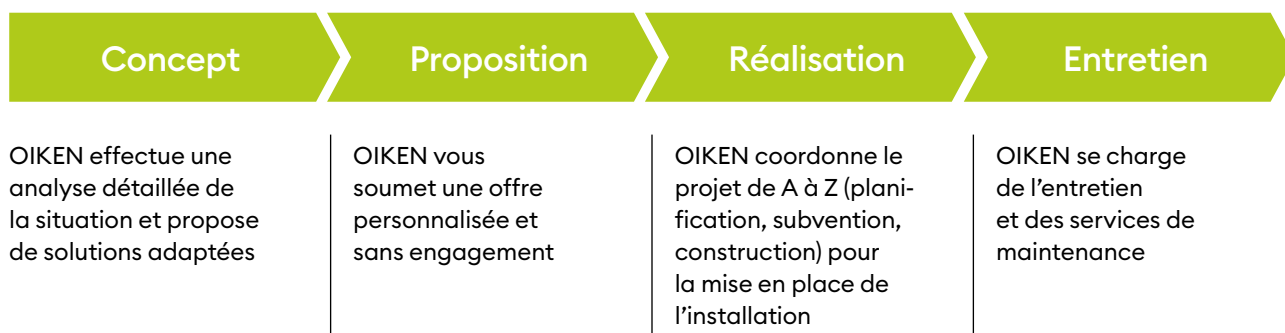 Concept
Proposition
Réalisation
Entretien
OIKEN effectue une
analyse détaillée de
la situation et propose
de solutions adaptées
OIKEN vous
soumet une offre
personnalisée et
sans engagement
OIKEN coordonne le
projet de A à Z (plani-
fication, subvention,
construction) pour
la mise en place de
l’installation
OIKEN se charge
de l’entretien
et des services de
maintenance